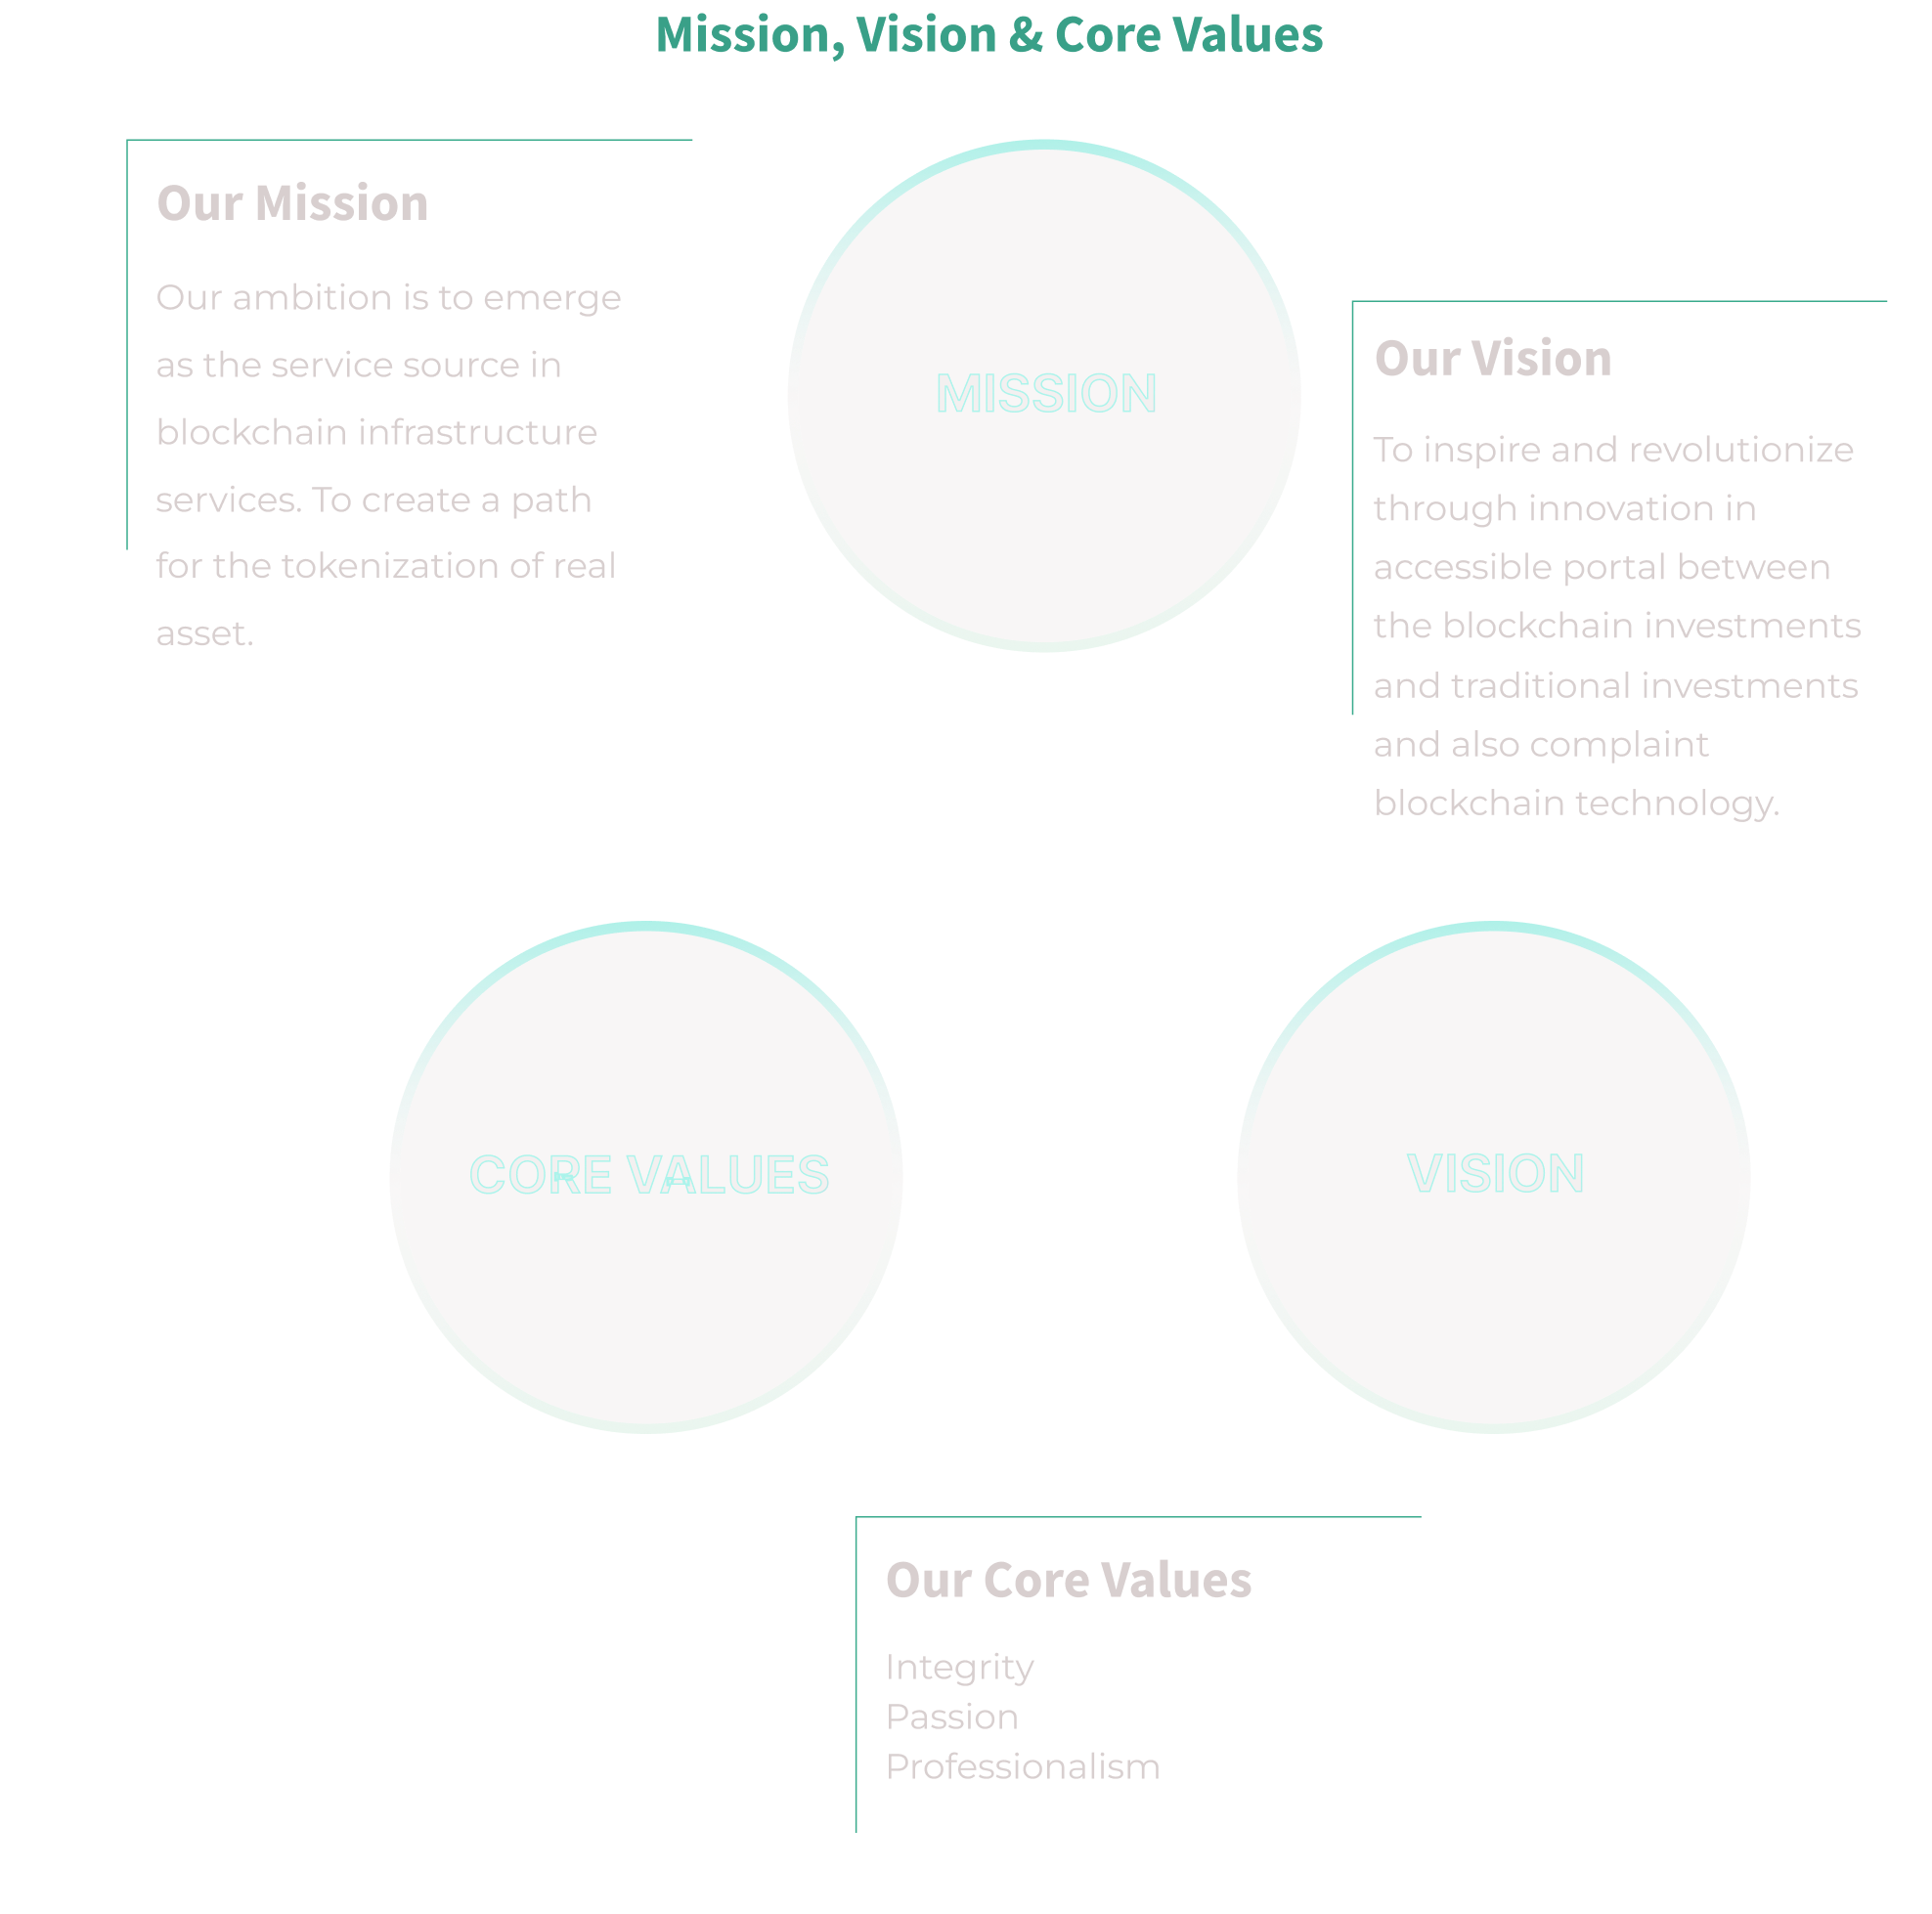 Mission, Vision & Core Values
Our Mission
Our ambition is to emerge
as the service source in
blockchain infrastructure
services. To create a path
for the tokenization of real
asset.
MISSION
Our Vision
To inspire and revolutionize
through innovation in
accessible portal between
the blockchain investments
and traditional investments
and also complaint
blockchain technology.
CORE VALUES
VISION
Our Core Values
Integrity
Passion
Professionalism